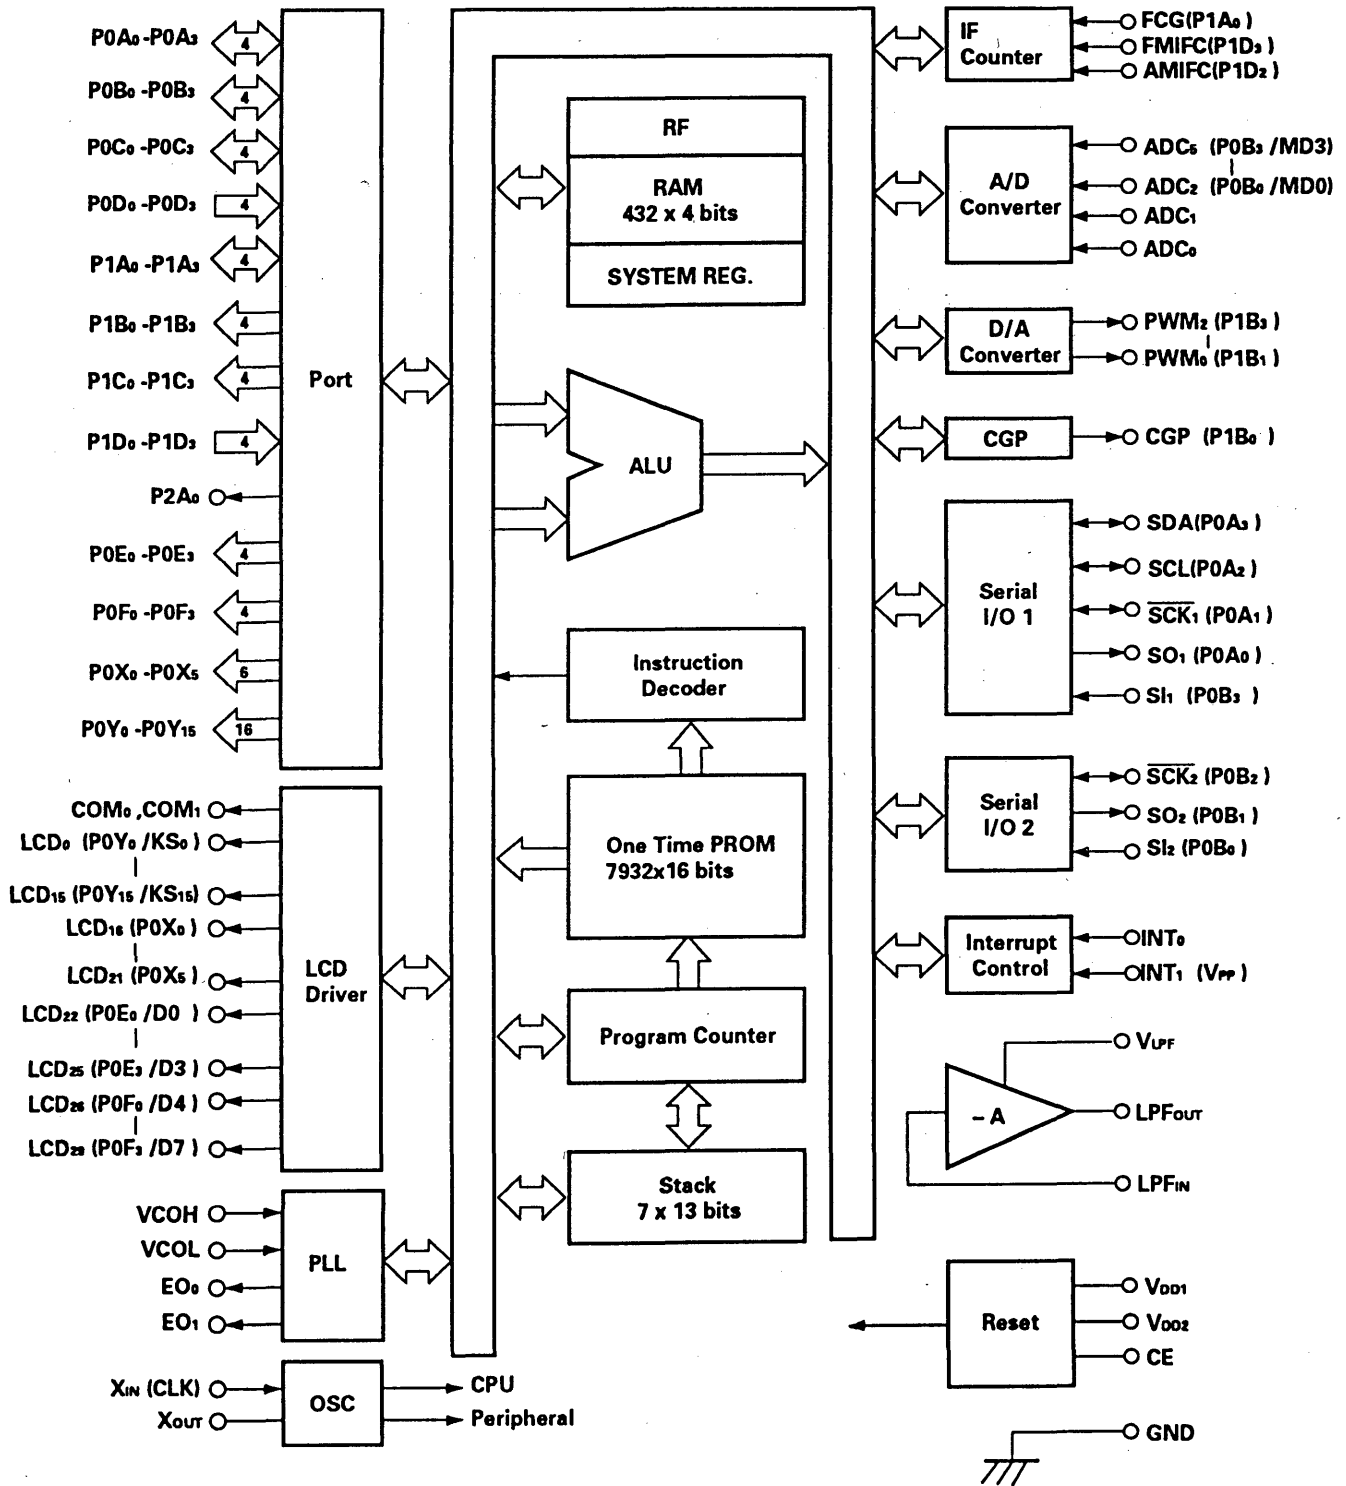 P0A₀ -P0A₃
4
P0B₀ -P0B₃
4
P0C₀ -P0C₃
4
P0D₀ -P0D₃
4
P1A₀ -P1A₃
4
P1B₀ -P1B₃
4
P1C₀ -P1C₃
4
P1D₀ -P1D₃
4
P2A₀
P0E₀ -P0E₃
4
P0F₀ -P0F₃
4
P0X₀ -P0X₅
6
P0Y₀ -P0Y₁₅
16
Port
COM₀ ,COM₁
LCD₀ (P0Y₀ /KS₀)
LCD₁₅ (P0Y₁₅ /KS₁₅)
LCD₁₆ (P0X₀ )
LCD₂₁ (P0X₅ )
LCD₂₂ (P0E₀ /D0 )
LCD₂₅ (P0E₃ /D3 )
LCD₂₆ (P0F₀ /D4 )
LCD₂₉ (P0F₃ /D7 )
LCD
Driver
VCOH
VCOL
EO₀
EO₁
PLL
XIN (CLK)
XOUT
OSC
CPU
Peripheral
RF
RAM
432 x 4 bits
SYSTEM REG.
ALU
Instruction
Decoder
One Time PROM
7932x16 bits
Program Counter
Stack
7 x 13 bits
IF
Counter
FCG(P1A₀ )
FMIFC(P1D₃ )
AMIFC(P1D₂ )
A/D
Converter
ADC₅ (P0B₃ /MD3)
ADC₂ (P0B₀ /MD0)
ADC₁
ADC₀
D/A
Converter
PWM₂ (P1B₃ )
PWM₀ (P1B₁ )
CGP
CGP (P1B₀ )
Serial
I/O 1
SDA(P0A₃ )
SCL(P0A₂ )
S̅C̅K̅₁ (P0A₁ )
SO₁ (P0A₀ )
SI₁ (P0B₃ )
Serial
I/O 2
S̅C̅K̅₂ (P0B₂ )
SO₂ (P0B₁ )
SI₂ (P0B₀ )
Interrupt
Control
INT₀
INT₁ (VPP )
– A
VLPF
LPFOUT
LPFIN
Reset
VDD1
VDD2
CE
GND